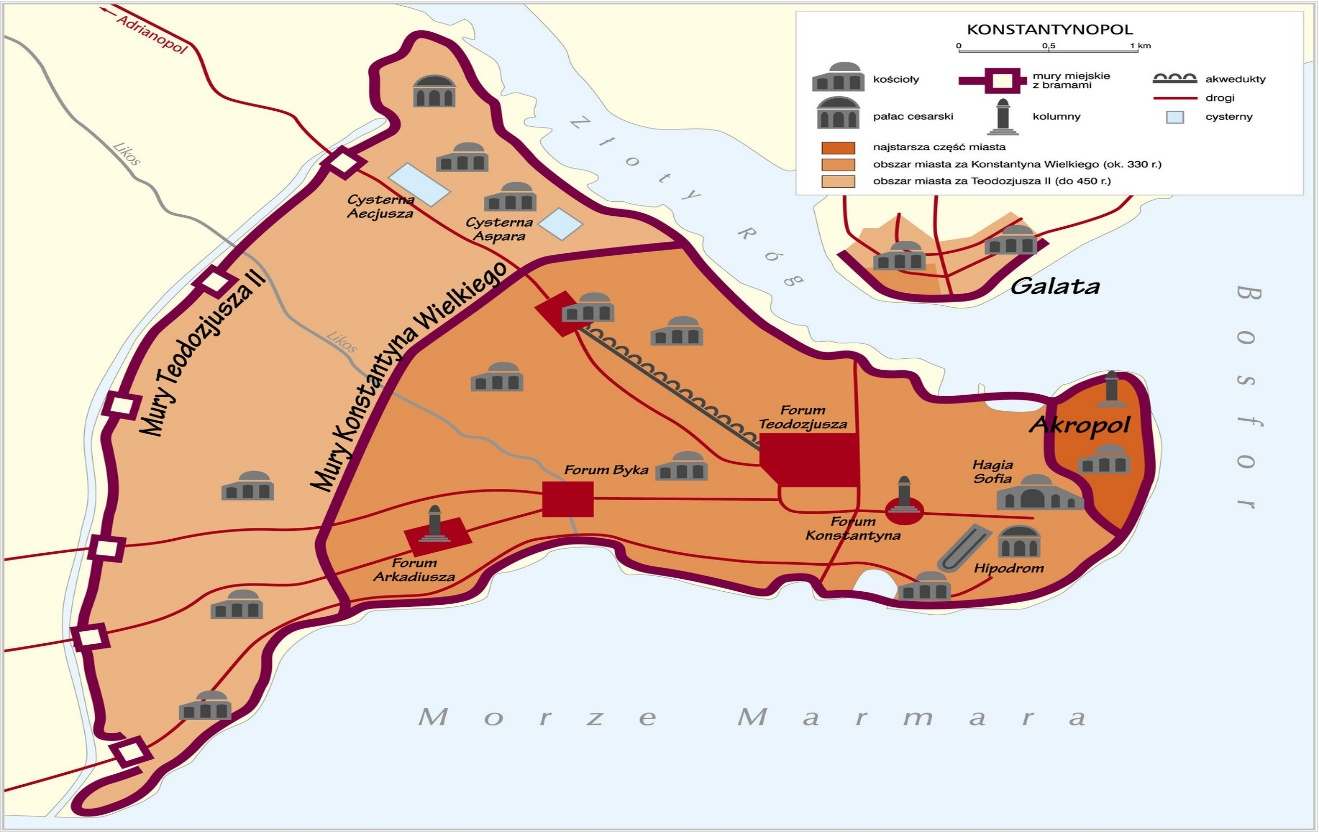 Adrianopol
KONSTANTYNOPOL
0
0,5
1 km
kościoły
mury miejskie
z bramami
akwedukty
drogi
pałac cesarski
kolumny
cysterny
najstarsza część miasta
obszar miasta za Konstantyna Wielkiego (ok. 330 r.)
obszar miasta za Teodozjusza II (do 450 r.)
Likos
Złoty Róg
Cysterna
Aecjusza
Cysterna
Aspara
Mury Teodozjusza II
Mury Konstantyna Wielkiego
Likos
Galata
Bosfor
Forum
Teodozjusza
Akropol
Forum Byka
Hagia
Sofia
Forum
Konstantyna
Forum
Arkadiusza
Hipodrom
Morze Marmara